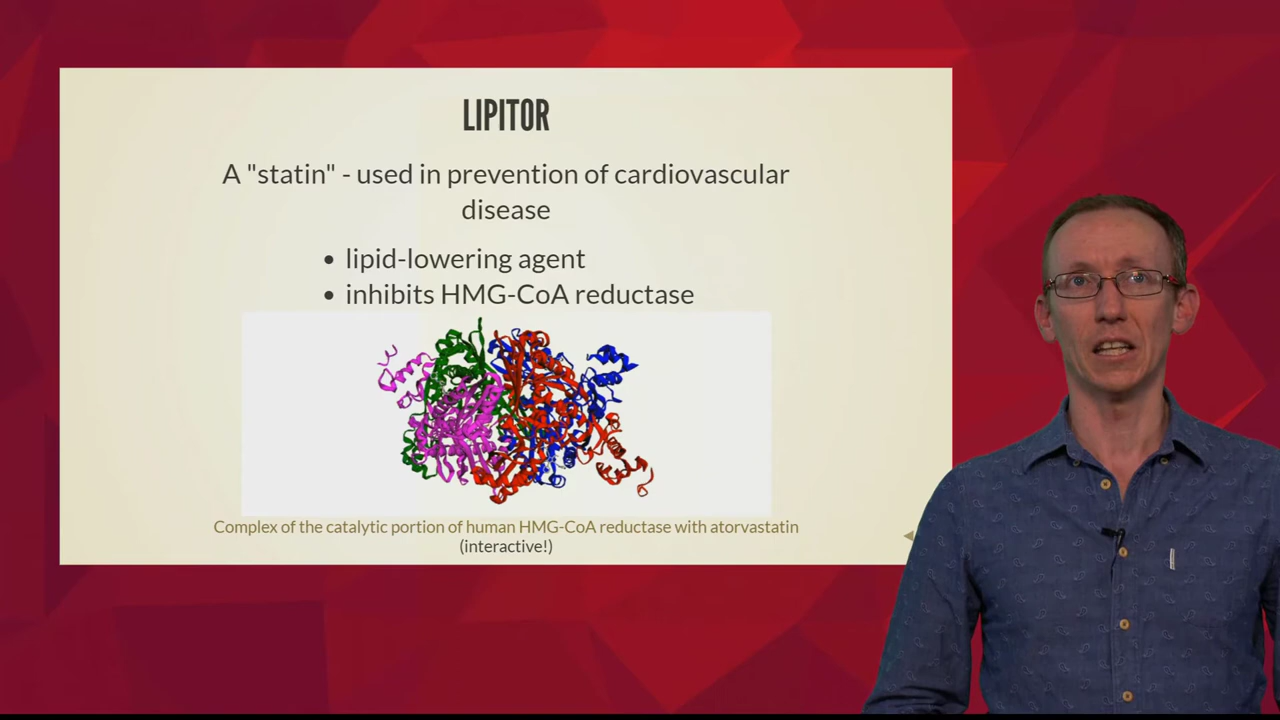 LIPITOR
A "statin" - used in prevention of cardiovascular
disease
• lipid-lowering agent
• inhibits HMG-CoA reductase
Complex of the catalytic portion of human HMG-CoA reductase with atorvastatin
(interactive!)